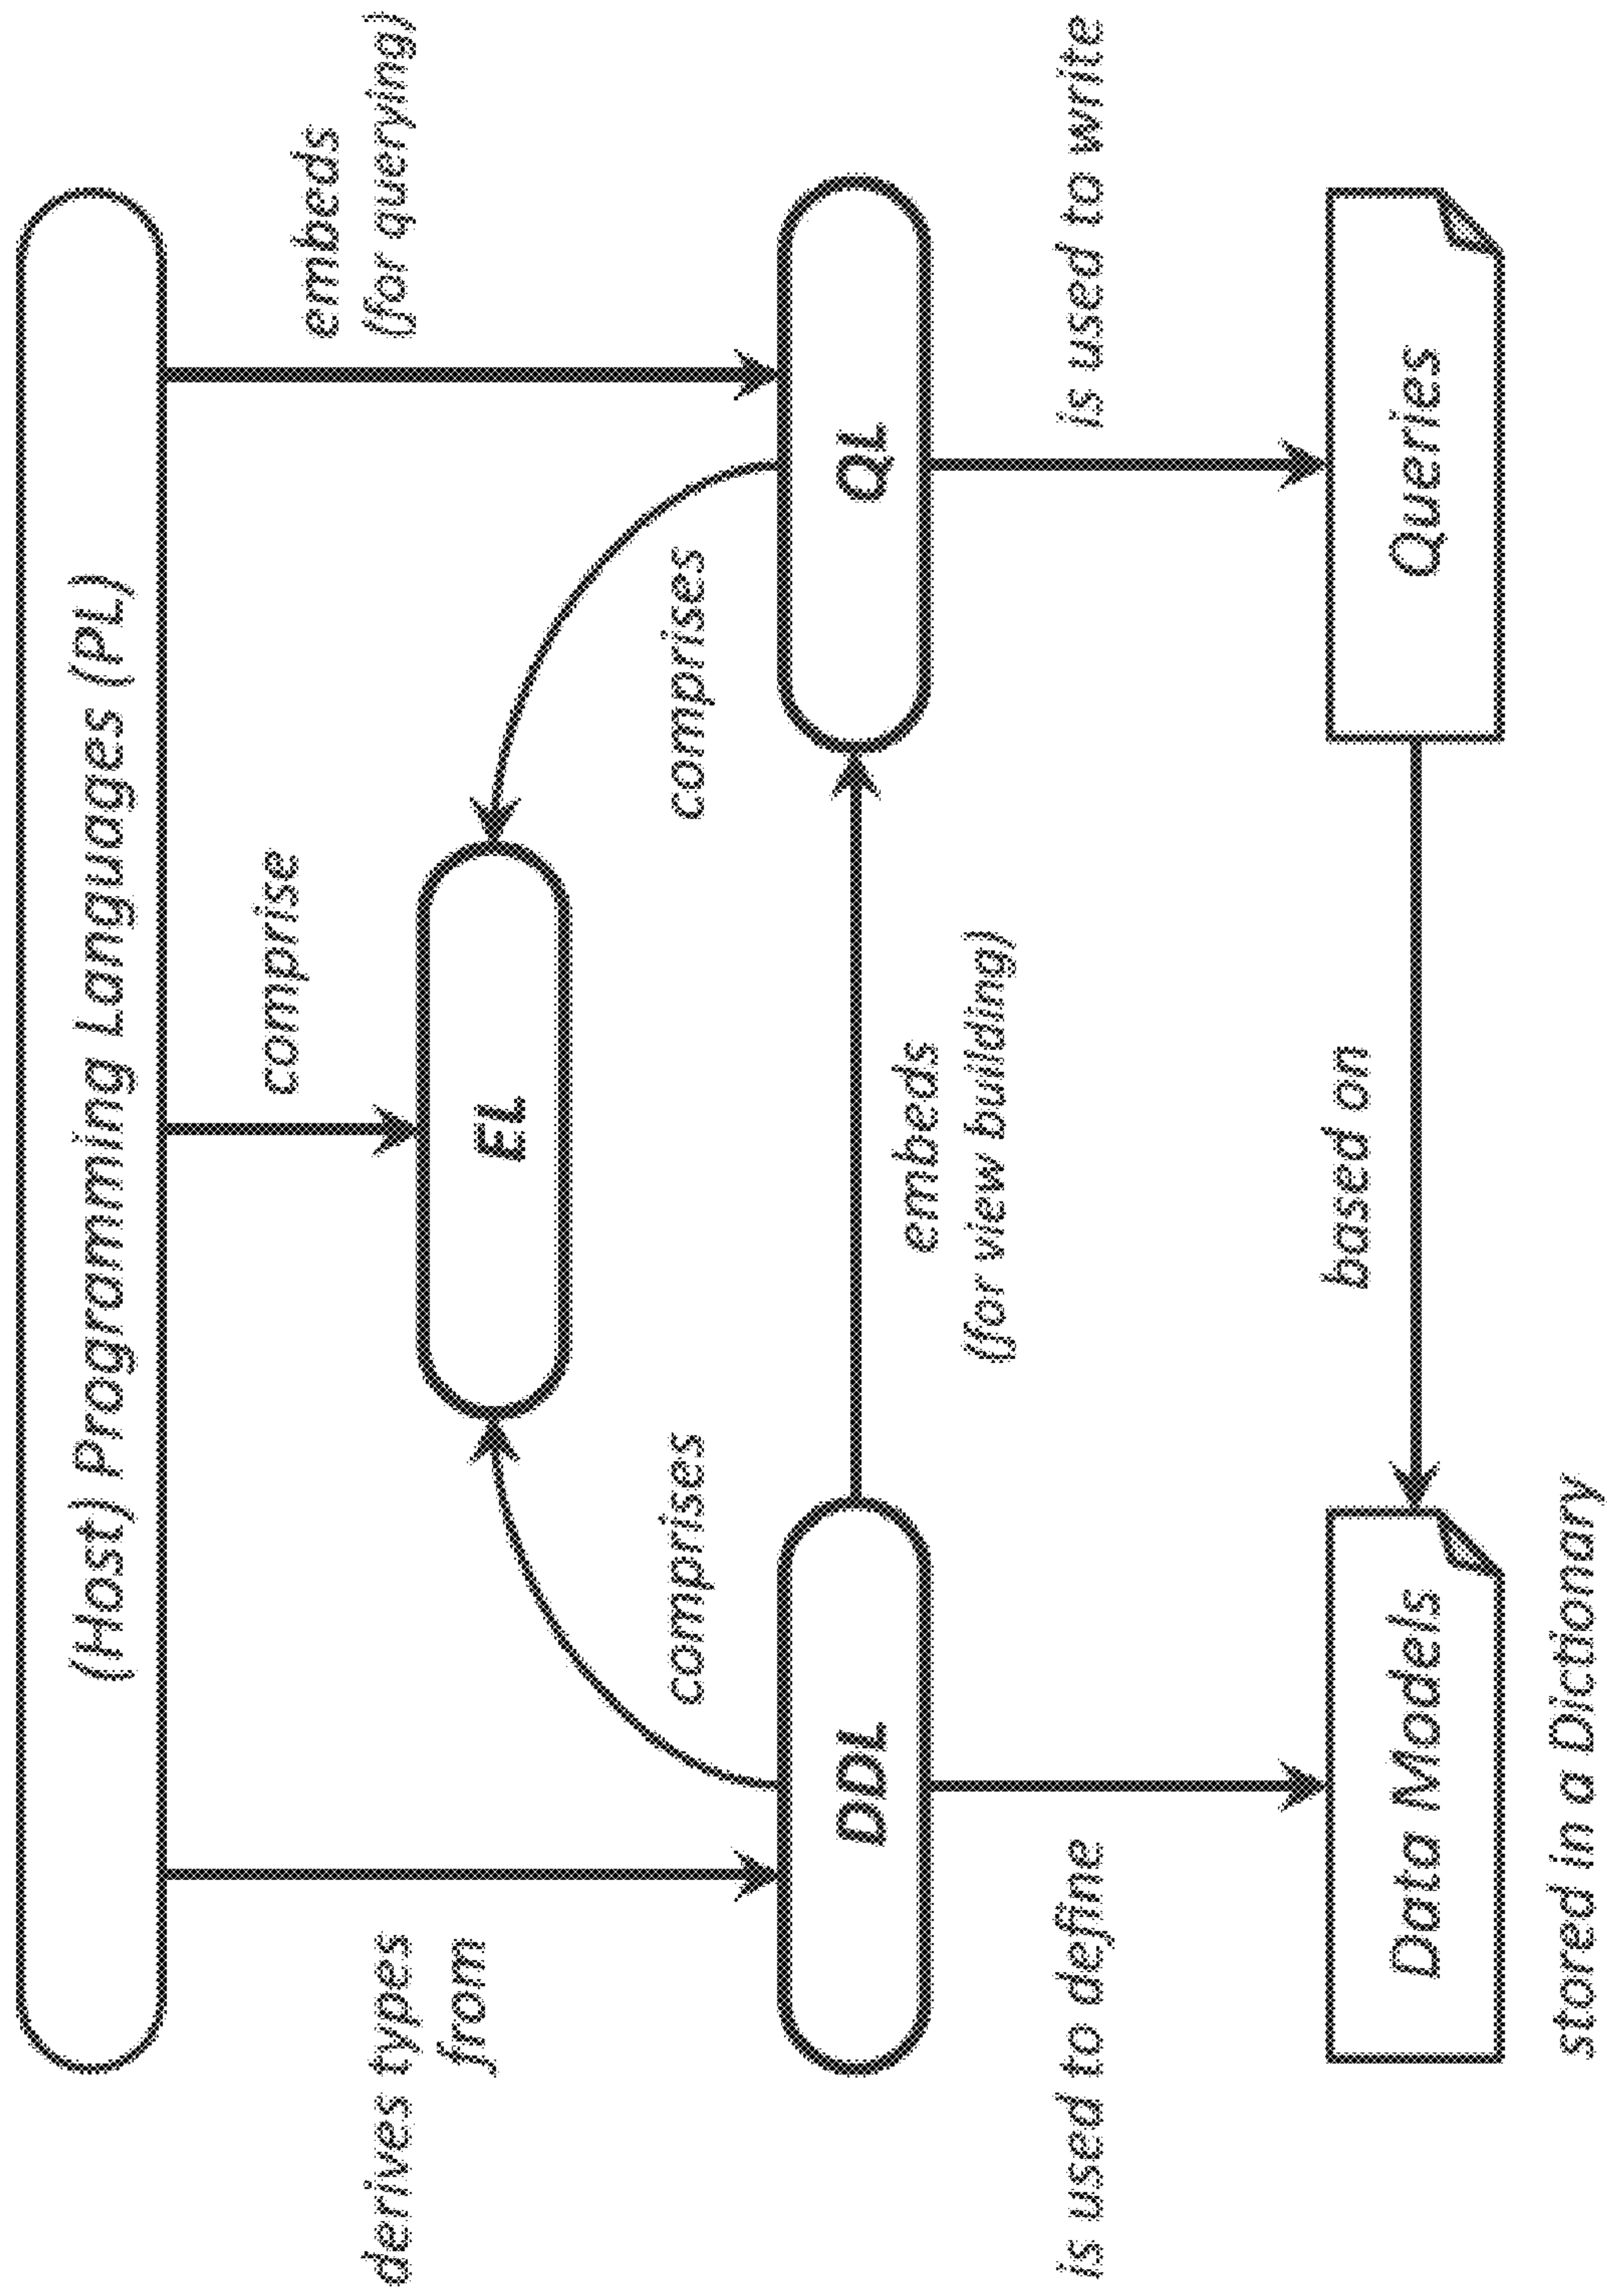 (Host) Programming Languages (PL)
derives types
from
comprise
embeds
(for querying)
EL
comprises
comprises
DDL
embeds
(for view building)
QL
is used to define
is used to write
Data Models
based on
Queries
stored in a Dictionary